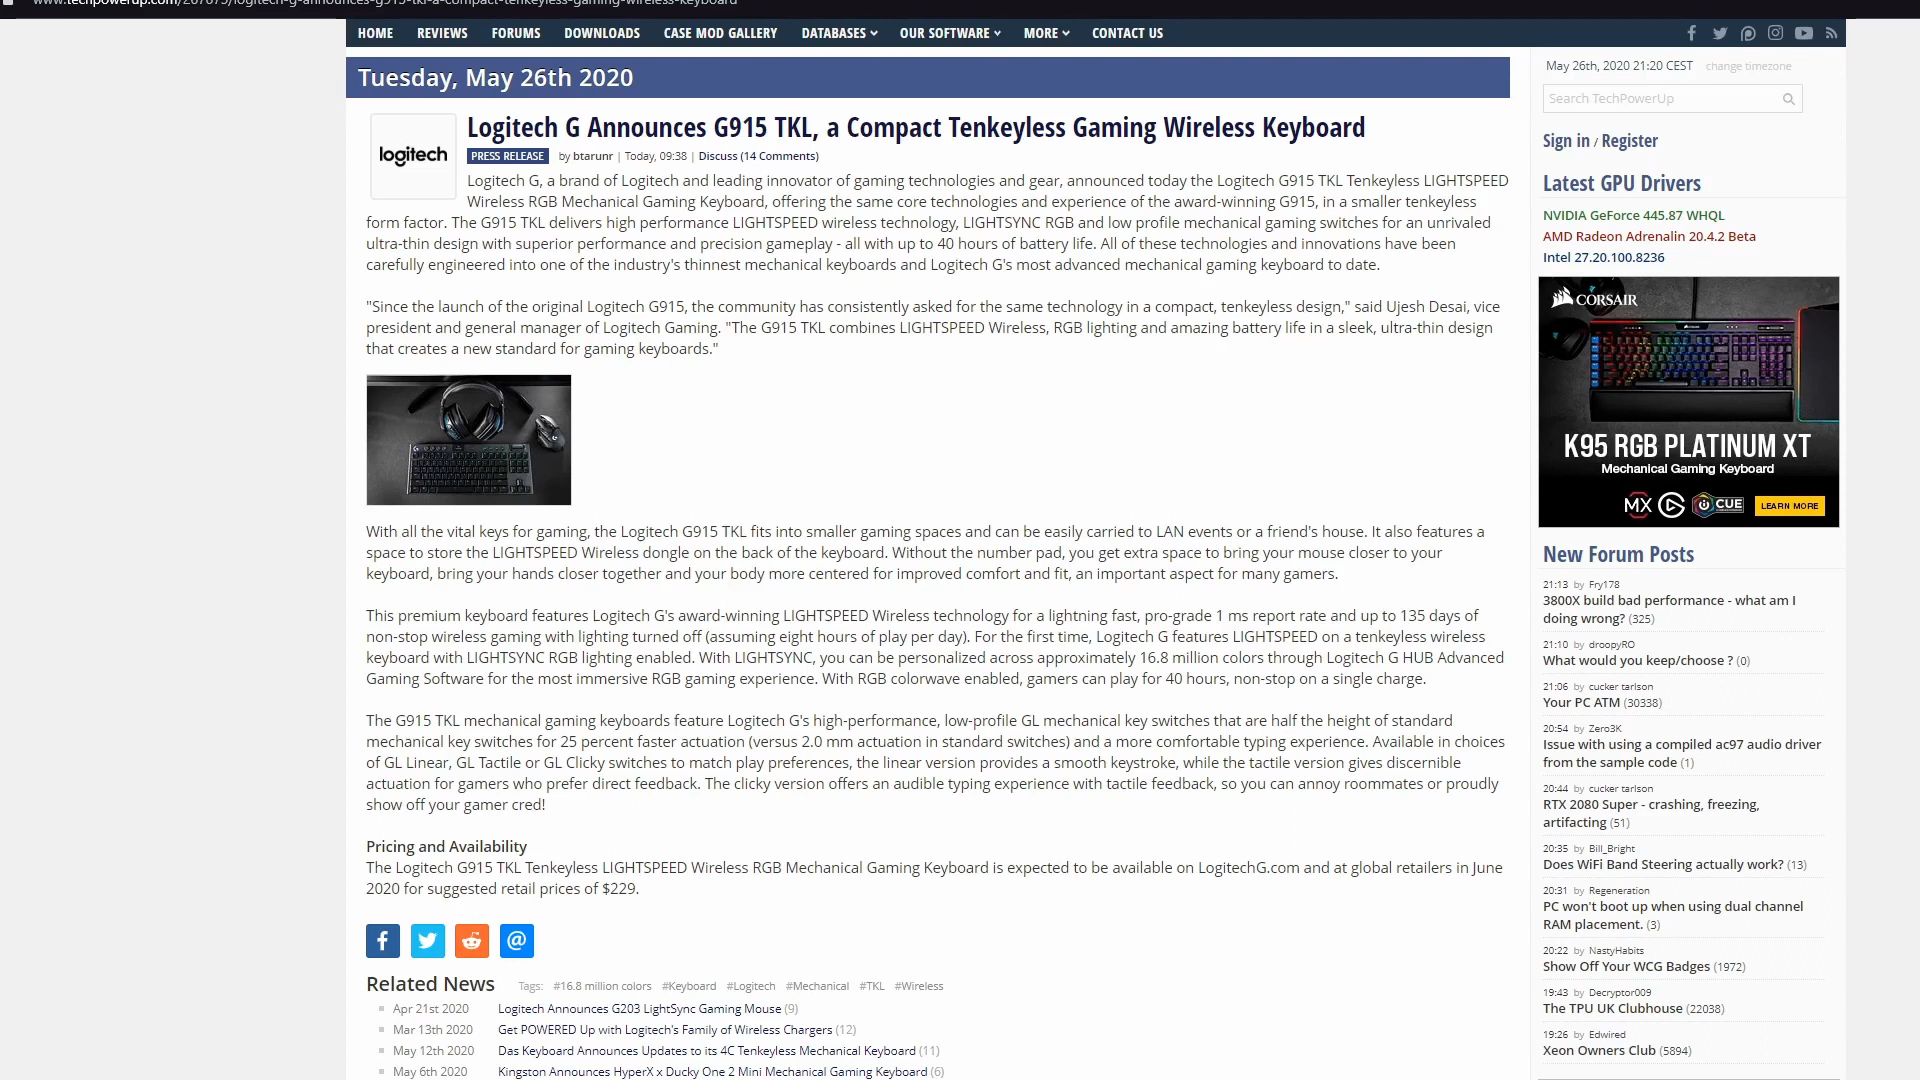 www.techpowerup.com/267675/logitech-g-announces-g915-tkl-a-compact-tenkeyless-gaming-wireless-keyboard
HOME REVIEWS FORUMS DOWNLOADS CASE MOD GALLERY DATABASES OUR SOFTWARE MORE CONTACT US
Tuesday, May 26th 2020
logitech
Logitech G Announces G915 TKL, a Compact Tenkeyless Gaming Wireless Keyboard
PRESS RELEASE by btarunr | Today, 09:38 | Discuss (14 Comments)
Logitech G, a brand of Logitech and leading innovator of gaming technologies and gear, announced today the Logitech G915 TKL Tenkeyless LIGHTSPEED
Wireless RGB Mechanical Gaming Keyboard, offering the same core technologies and experience of the award-winning G915, in a smaller tenkeyless
form factor. The G915 TKL delivers high performance LIGHTSPEED wireless technology, LIGHTSYNC RGB and low profile mechanical gaming switches for an unrivaled
ultra-thin design with superior performance and precision gameplay - all with up to 40 hours of battery life. All of these technologies and innovations have been
carefully engineered into one of the industry's thinnest mechanical keyboards and Logitech G's most advanced mechanical gaming keyboard to date.
"Since the launch of the original Logitech G915, the community has consistently asked for the same technology in a compact, tenkeyless design," said Ujesh Desai, vice
president and general manager of Logitech Gaming. "The G915 TKL combines LIGHTSPEED Wireless, RGB lighting and amazing battery life in a sleek, ultra-thin design
that creates a new standard for gaming keyboards."
With all the vital keys for gaming, the Logitech G915 TKL fits into smaller gaming spaces and can be easily carried to LAN events or a friend's house. It also features a
space to store the LIGHTSPEED Wireless dongle on the back of the keyboard. Without the number pad, you get extra space to bring your mouse closer to your
keyboard, bring your hands closer together and your body more centered for improved comfort and fit, an important aspect for many gamers.
This premium keyboard features Logitech G's award-winning LIGHTSPEED Wireless technology for a lightning fast, pro-grade 1 ms report rate and up to 135 days of
non-stop wireless gaming with lighting turned off (assuming eight hours of play per day). For the first time, Logitech G features LIGHTSPEED on a tenkeyless wireless
keyboard with LIGHTSYNC RGB lighting enabled. With LIGHTSYNC, you can be personalized across approximately 16.8 million colors through Logitech G HUB Advanced
Gaming Software for the most immersive RGB gaming experience. With RGB colorwave enabled, gamers can play for 40 hours, non-stop on a single charge.
The G915 TKL mechanical gaming keyboards feature Logitech G's high-performance, low-profile GL mechanical key switches that are half the height of standard
mechanical key switches for 25 percent faster actuation (versus 2.0 mm actuation in standard switches) and a more comfortable typing experience. Available in choices
of GL Linear, GL Tactile or GL Clicky switches to match play preferences, the linear version provides a smooth keystroke, while the tactile version gives discernible
actuation for gamers who prefer direct feedback. The clicky version offers an audible typing experience with tactile feedback, so you can annoy roommates or proudly
show off your gamer cred!
Pricing and Availability
The Logitech G915 TKL Tenkeyless LIGHTSPEED Wireless RGB Mechanical Gaming Keyboard is expected to be available on LogitechG.com and at global retailers in June
2020 for suggested retail prices of $229.
Related News Tags: #16.8 million colors #Keyboard #Logitech #Mechanical #TKL #Wireless
Apr 21st 2020 Logitech Announces G203 LightSync Gaming Mouse (9)
Mar 13th 2020 Get POWERED Up with Logitech's Family of Wireless Chargers (12)
May 12th 2020 Das Keyboard Announces Updates to its 4C Tenkeyless Mechanical Keyboard (11)
May 6th 2020 Kingston Announces HyperX x Ducky One 2 Mini Mechanical Gaming Keyboard (6)
May 26th, 2020 21:20 CEST change timezone
Search TechPowerUp
Sign in / Register
Latest GPU Drivers
NVIDIA GeForce 445.87 WHQL
AMD Radeon Adrenalin 20.4.2 Beta
Intel 27.20.100.8236
CORSAIR
K95 RGB PLATINUM XT
Mechanical Gaming Keyboard
MX iCUE LEARN MORE
New Forum Posts
21:13 by Fry178
3800X build bad performance - what am I
doing wrong? (325)
21:10 by droopyRO
What would you keep/choose ? (0)
21:06 by cucker tarlson
Your PC ATM (30338)
20:54 by Zero3K
Issue with using a compiled ac97 audio driver
from the sample code (1)
20:44 by cucker tarlson
RTX 2080 Super - crashing, freezing,
artifacting (51)
20:35 by Bill_Bright
Does WiFi Band Steering actually work? (13)
20:31 by Regeneration
PC won't boot up when using dual channel
RAM placement. (3)
20:22 by NastyHabits
Show Off Your WCG Badges (1972)
19:43 by Decryptor009
The TPU UK Clubhouse (22038)
19:26 by Edwired
Xeon Owners Club (5894)